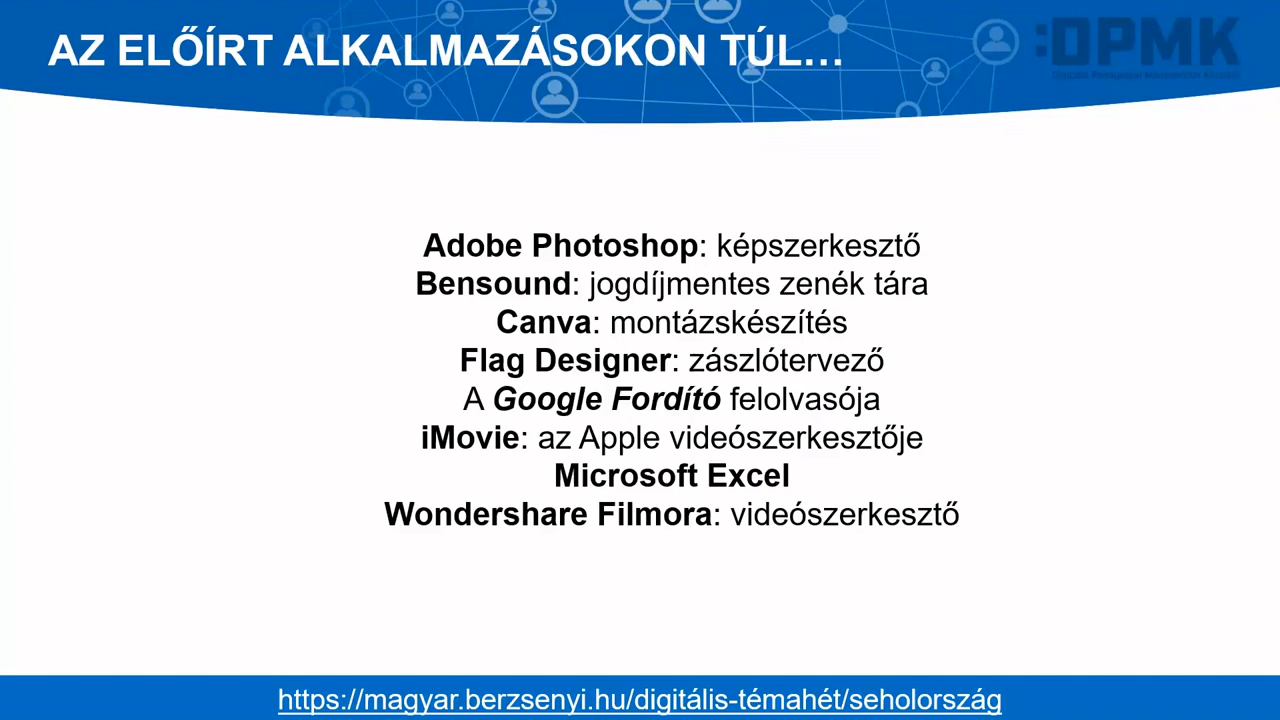 AZ ELŐÍRT ALKALMAZÁSOKON TÚL…
:DPMK
Adobe Photoshop: képszerkesztő
Bensound: jogdíjmentes zenék tára
Canva: montázskészítés
Flag Designer: zászlótervező
A Google Fordító felolvasója
iMovie: az Apple videószerkesztője
Microsoft Excel
Wondershare Filmora: videószerkesztő
https://magyar.berzsenyi.hu/digitális-témahét/seholország